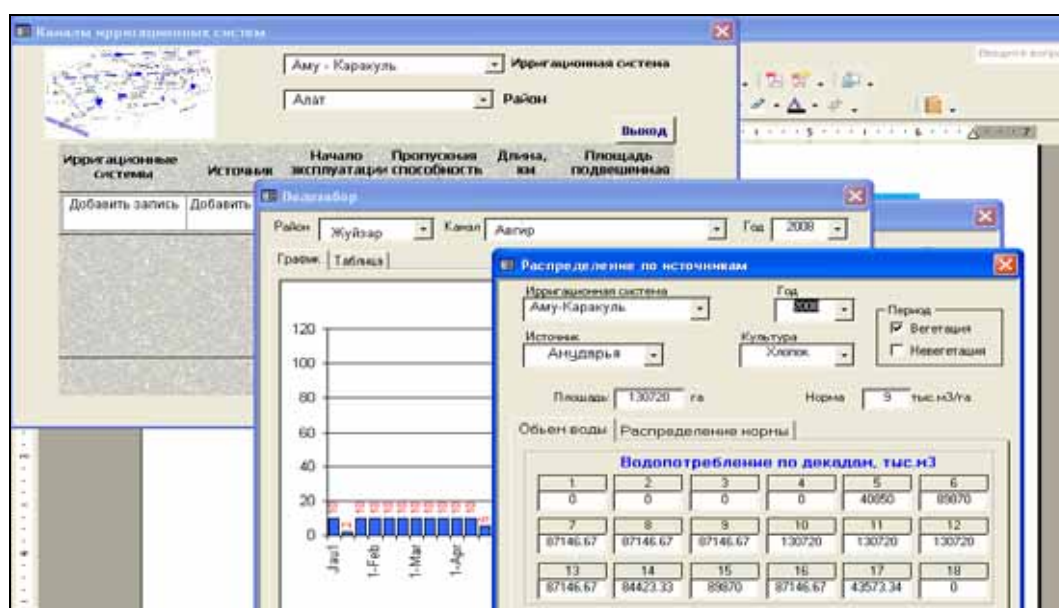 Каналы ирригационных систем
Аму - Каракуль
Ирригационная система
Алат
Район
Выход
Ирригационные системы
Источник
Начало эксплуатации
Пропускная способность
Длина, км
Площадь подвешенная
Добавить запись
Добавить
Водозабор
Район
Жуйзар
Канал
Год
2008
График
Таблица
120
100
80
60
40
20
0
1-Feb
1-Mar
1-Apr
Распределение по источникам
Ирригационная система
Аму-Каракуль
Год
2008
Период
Вегетация
Невегетация
Источник
Амударья
Культура
Хлопок
Площадь 130720 га
Норма 9 тыс.м3/га
Объем воды
Распределение нормы
Водопотребление по декадам, тыс.м3
1 2 3 4 5 6
0 0 0 0 40850 89870
7 8 9 10 11 12
87146.67 87146.67 87146.67 130720 130720 130720
13 14 15 16 17 18
87146.67 84423.33 89870 87146.67 43573.34 0